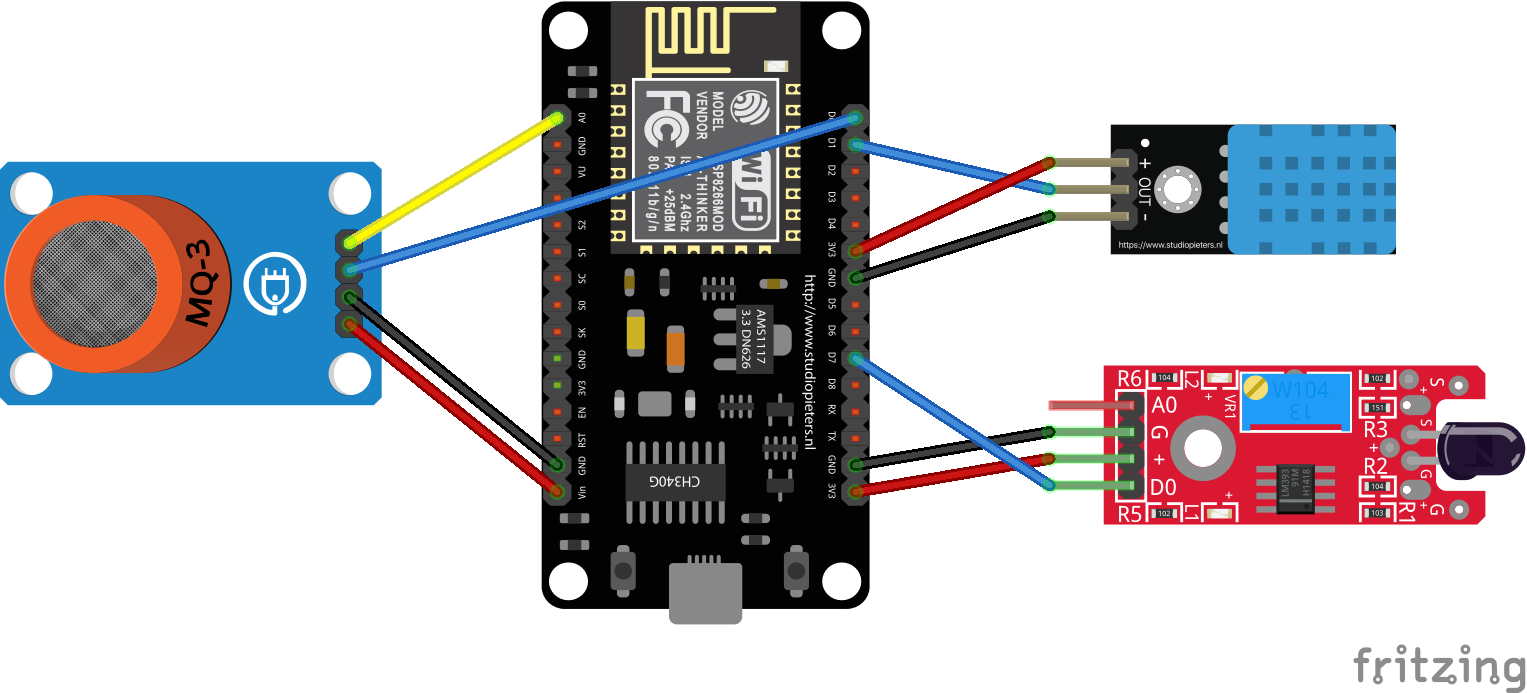 MQ-3
A0
GND
VU
S2
S1
SC
S0
SK
GND
3V3
EN
RST
GND
Vin
MODEL
VENDOR
ESP8266MOD
AI-THINKER
2.4GHz
+25dBM
802.11b/g/n
FC
WiFi
AMS1117
3.3 DN626
http://www.studiopieters.nl
CH340G
D0
D1
D2
D3
D4
3V3
GND
D5
D6
D7
D8
RX
TX
GND
3V3
+ OUT -
https://www.studiopieters.nl
R6
104
L2
+
VR1
W104
13
102
S
+
151
S
R3
+
R2
G
104
R1
+
G
103
A0
G
+
D0
R5
102
L1
+
LM393
91M
H1418
fritzing